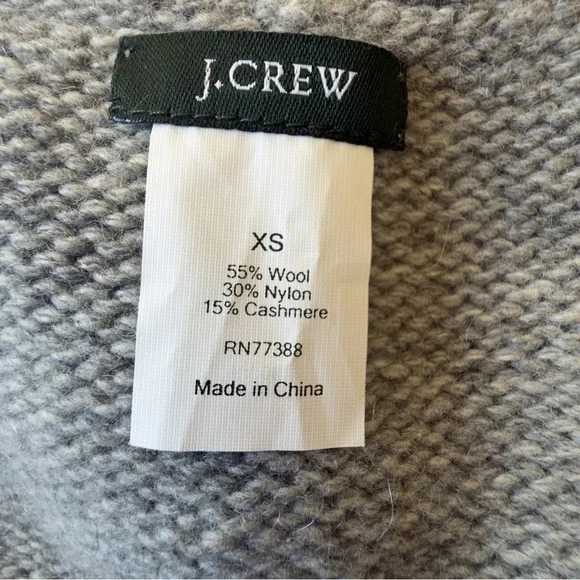 J.CREW
XS
55% Wool
30% Nylon
15% Cashmere
RN77388
Made in China